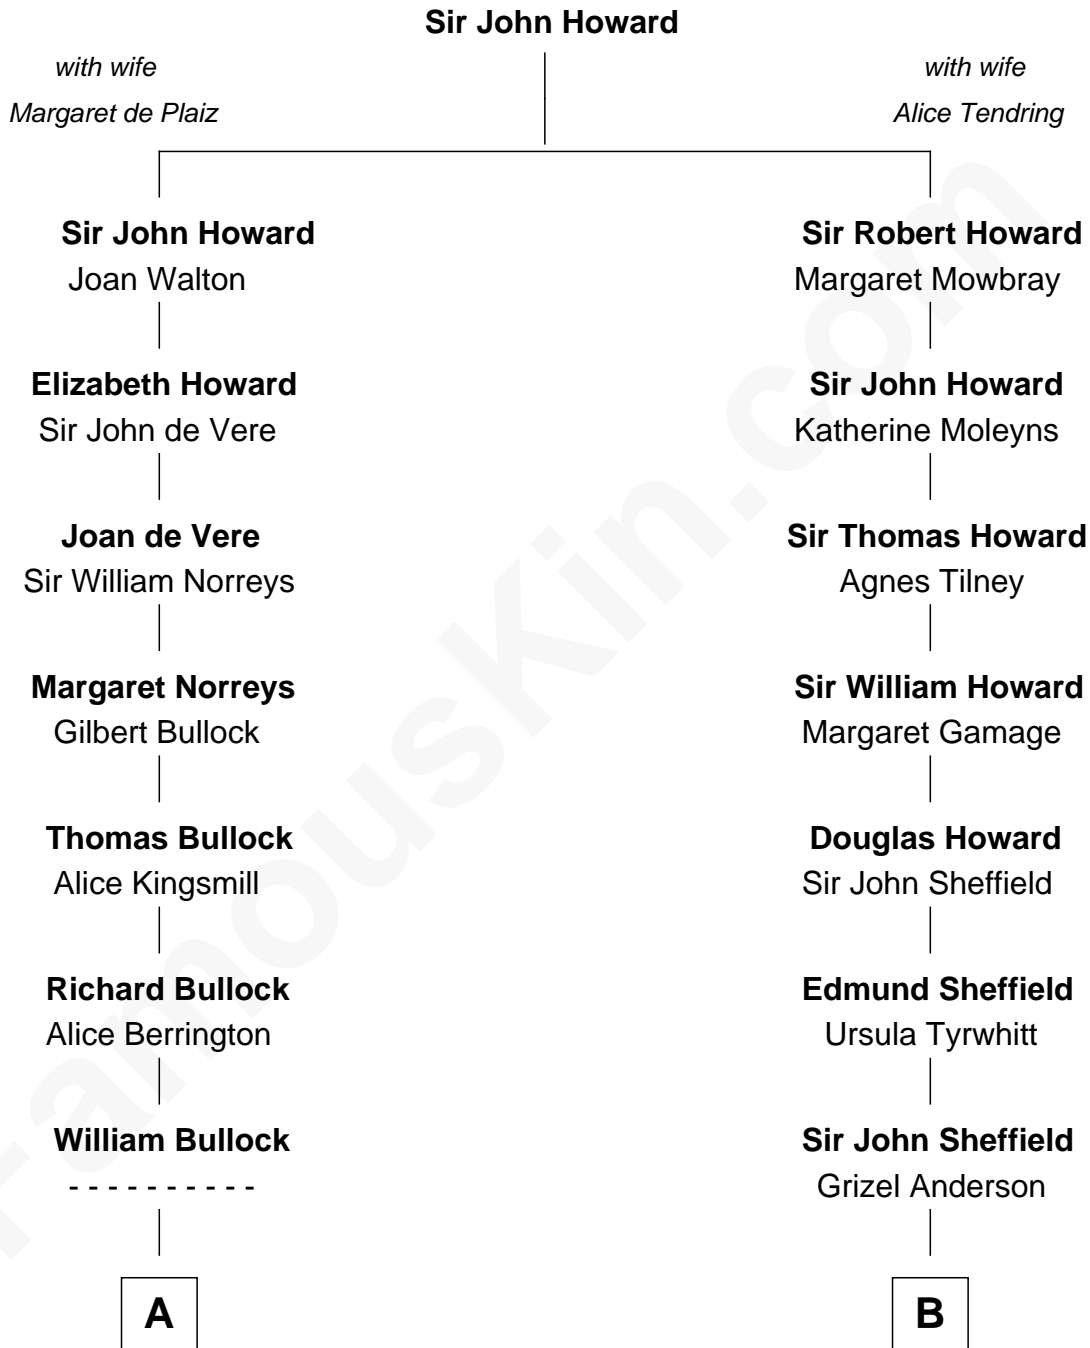 Sir John Howard
with wife
Margaret de Plaiz
with wife
Alice Tendring
Sir John Howard
Joan Walton
Sir Robert Howard
Margaret Mowbray
Elizabeth Howard
Sir John de Vere
Sir John Howard
Katherine Moleyns
Joan de Vere
Sir William Norreys
Sir Thomas Howard
Agnes Tilney
Margaret Norreys
Gilbert Bullock
Sir William Howard
Margaret Gamage
Thomas Bullock
Alice Kingsmill
Douglas Howard
Sir John Sheffield
Richard Bullock
Alice Berrington
Edmund Sheffield
Ursula Tyrwhitt
William Bullock
- - - - - - - - - -
Sir John Sheffield
Grizel Anderson
A
B
FamousKin.com